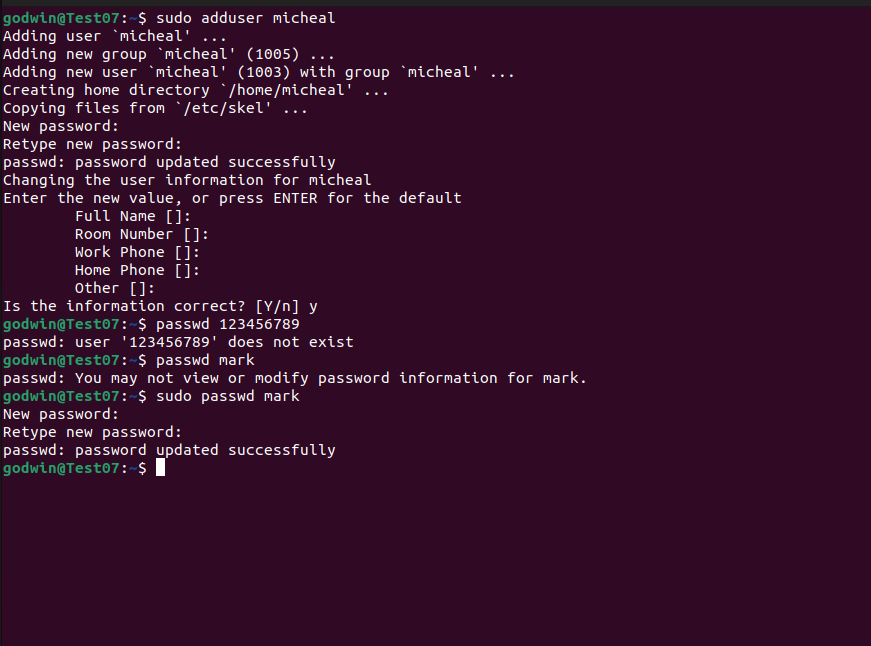 godwin@Test07:~$ sudo adduser micheal
Adding user `micheal' ...
Adding new group `micheal' (1005) ...
Adding new user `micheal' (1003) with group `micheal' ...
Creating home directory `/home/micheal' ...
Copying files from `/etc/skel' ...
New password:
Retype new password:
passwd: password updated successfully
Changing the user information for micheal
Enter the new value, or press ENTER for the default
        Full Name []:
        Room Number []:
        Work Phone []:
        Home Phone []:
        Other []:
Is the information correct? [Y/n] y
godwin@Test07:~$ passwd 123456789
passwd: user '123456789' does not exist
godwin@Test07:~$ passwd mark
passwd: You may not view or modify password information for mark.
godwin@Test07:~$ sudo passwd mark
New password:
Retype new password:
passwd: password updated successfully
godwin@Test07:~$